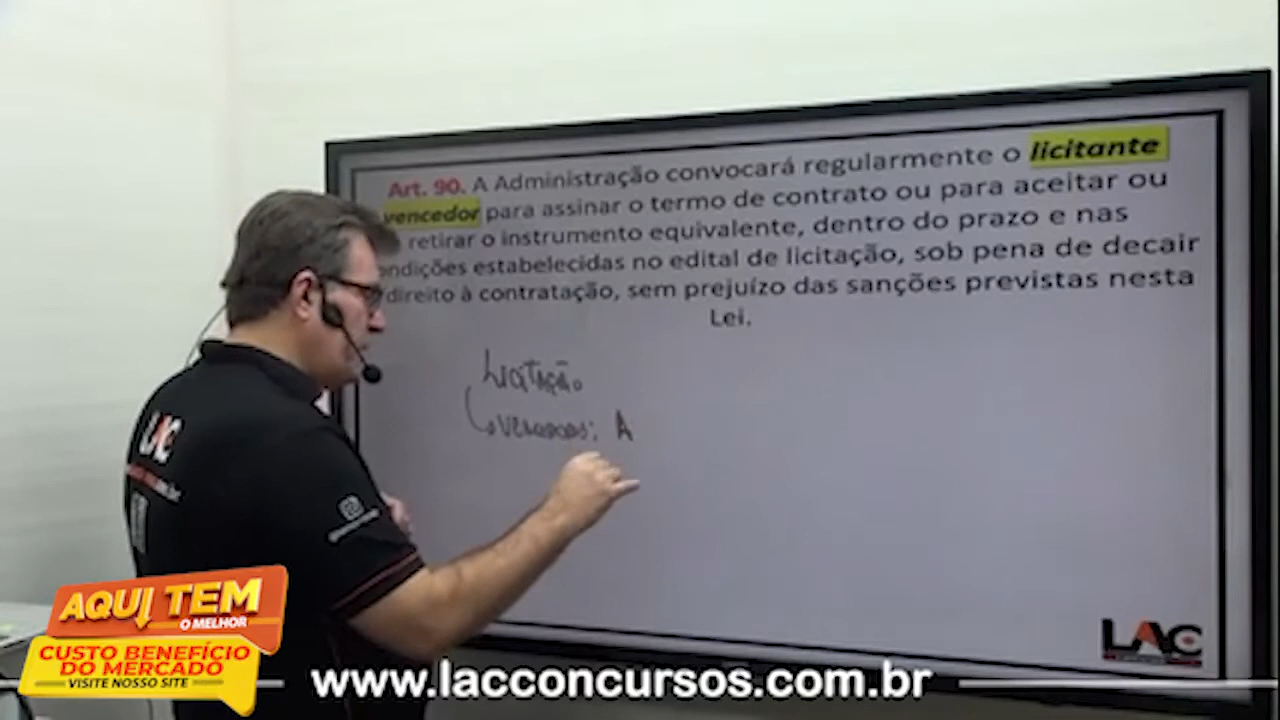 Art. 90. A Administração convocará regularmente o licitante
vencedor para assinar o termo de contrato ou para aceitar ou
retirar o instrumento equivalente, dentro do prazo e nas
ondições estabelecidas no edital de licitação, sob pena de decair
direito à contratação, sem prejuízo das sanções previstas nesta
Lei.
Licitação
A
LAC
LAC
AQUI TEM
O MELHOR
CUSTO BENEFÍCIO
DO MERCADO
VISITE NOSSO SITE
www.lacconcursos.com.br